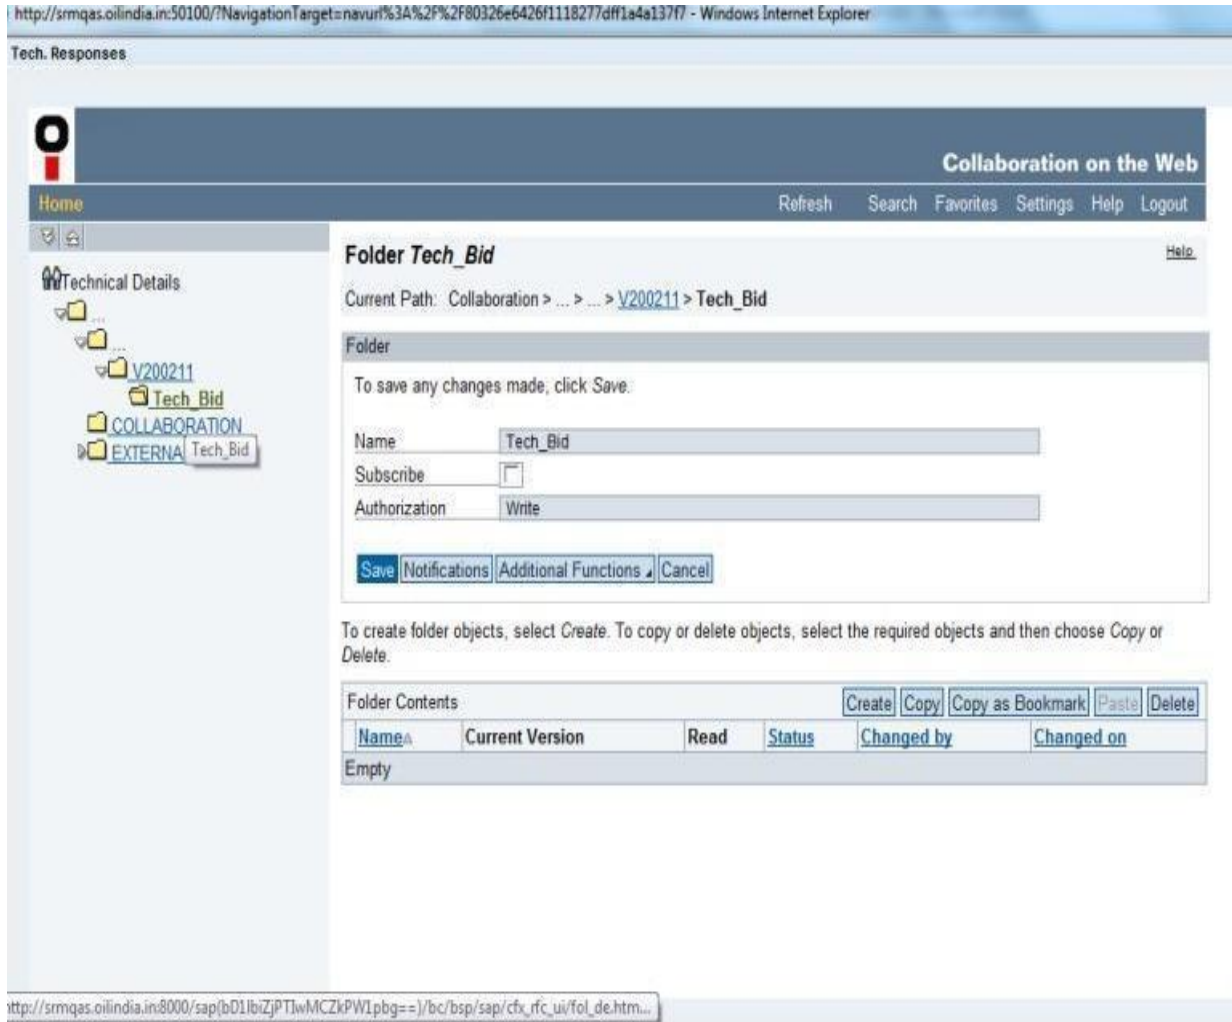 http://srmqas.oilindia.in:50100/?NavigationTarget=navurl%3A%2F%2F80326e6426f1118277dff1a4a137f7 - Windows Internet Explorer
Tech. Responses
Collaboration on the Web
Home Refresh Search Favorites Settings Help Logout
Folder Tech_Bid Help
Technical Details
Current Path: Collaboration > ... > ... > V200211 > Tech_Bid
...
...
Folder
V200211
To save any changes made, click Save.
Tech_Bid
COLLABORATION
Name Tech_Bid
EXTERNA Tech_Bid
Subscribe
Authorization Write
Save Notifications Additional Functions Cancel
To create folder objects, select Create. To copy or delete objects, select the required objects and then choose Copy or
Delete.
Folder Contents Create Copy Copy as Bookmark Paste Delete
Name Current Version Read Status Changed by Changed on
Empty
ttp://srmqas.oilindia.in:8000/sap(bD1lbiZjPTIwMCZkPW1pbg==)/bc/bsp/sap/cfx_rfc_ui/fol_de.htm...